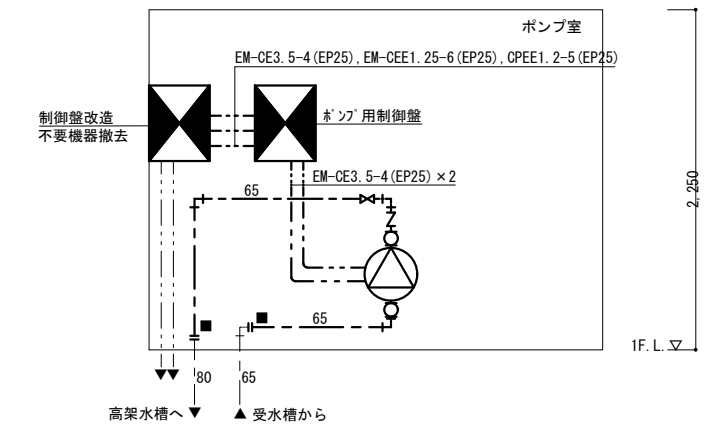 ポンプ室
EM-CE3.5-4(EP25),EM-CEE1.25-6(EP25),CPEE1.2-5(EP25)
制御盤改造
不要機器撤去
ﾎﾟﾝﾌﾟ用制御盤
EM-CE3.5-4(EP25)×2
65
65
2,250
1F.L.
80
65
高架水槽へ
受水槽から